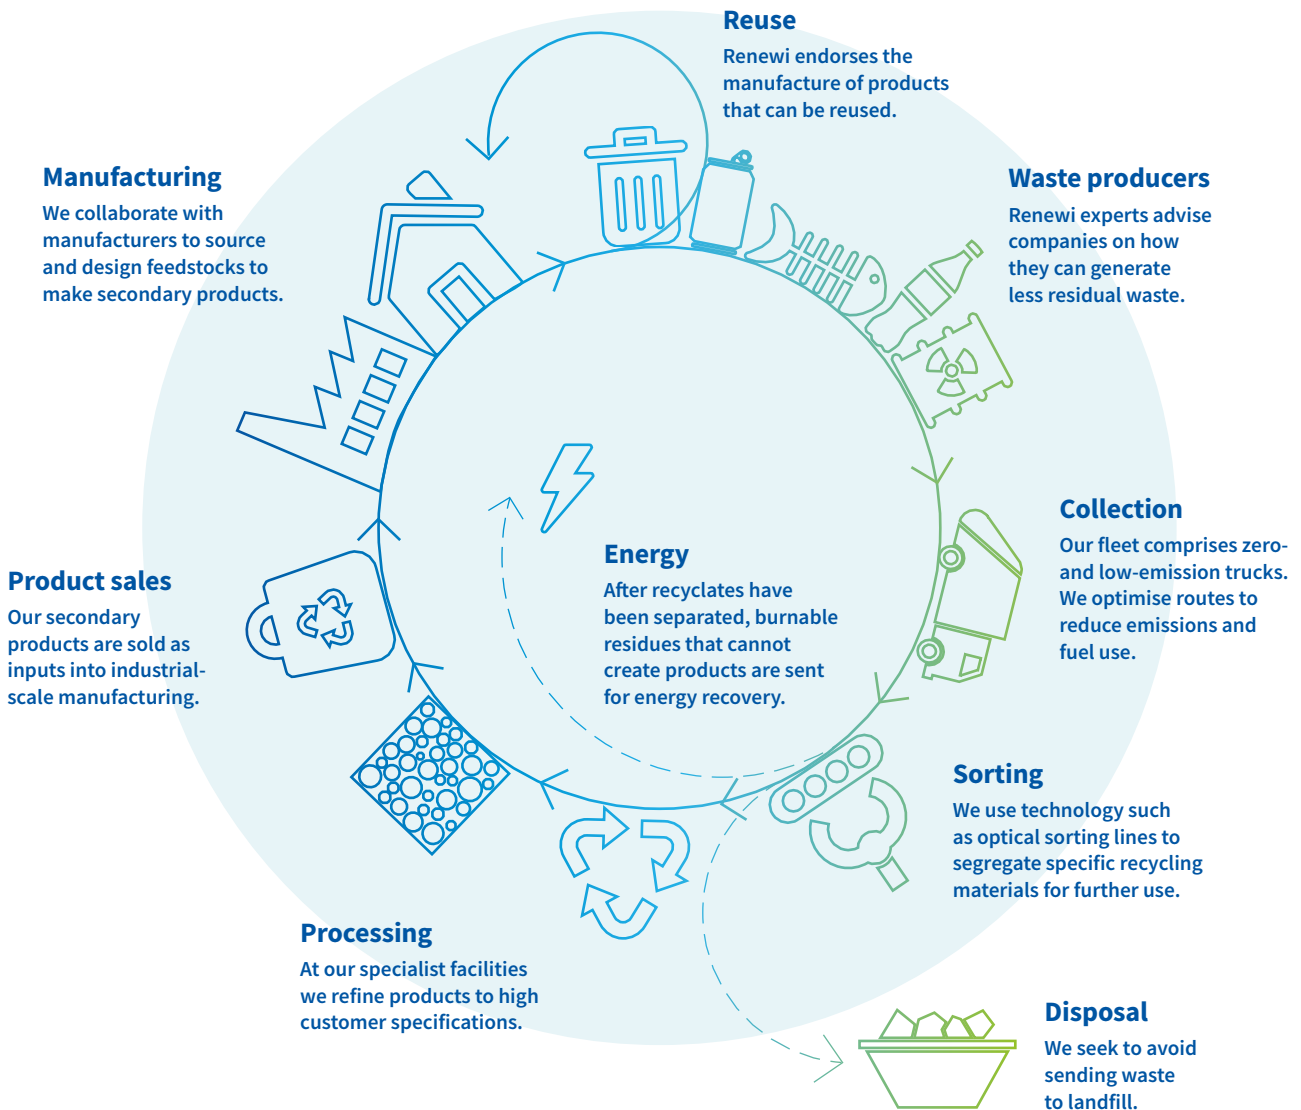 Reuse
Renewi endorses the
manufacture of products
that can be reused.
Waste producers
Renewi experts advise
companies on how
they can generate
less residual waste.
Collection
Our fleet comprises zero-
and low-emission trucks.
We optimise routes to
reduce emissions and
fuel use.
Sorting
We use technology such
as optical sorting lines to
segregate specific recycling
materials for further use.
Disposal
We seek to avoid
sending waste
to landfill.
Energy
After recyclates have
been separated, burnable
residues that cannot
create products are sent
for energy recovery.
Processing
At our specialist facilities
we refine products to high
customer specifications.
Product sales
Our secondary
products are sold as
inputs into industrial-
scale manufacturing.
Manufacturing
We collaborate with
manufacturers to source
and design feedstocks to
make secondary products.